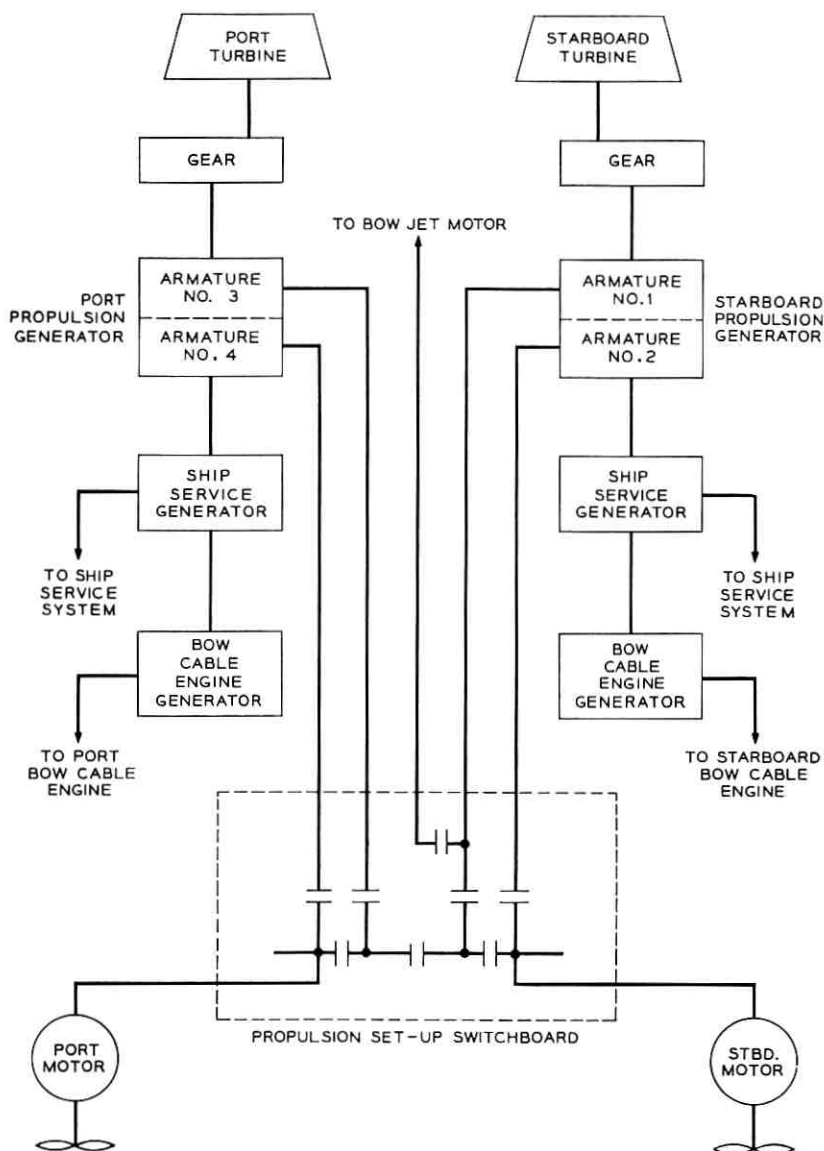 PORT
TURBINE
STARBOARD
TURBINE
GEAR
GEAR
TO BOW JET MOTOR
PORT
PROPULSION
GENERATOR
ARMATURE
NO. 3
ARMATURE
NO. 4
ARMATURE
NO.1
ARMATURE
NO.2
STARBOARD
PROPULSION
GENERATOR
SHIP
SERVICE
GENERATOR
SHIP
SERVICE
GENERATOR
TO SHIP
SERVICE
SYSTEM
TO SHIP
SERVICE
SYSTEM
BOW
CABLE
ENGINE
GENERATOR
BOW
CABLE
ENGINE
GENERATOR
TO PORT
BOW CABLE
ENGINE
TO STARBOARD
BOW CABLE
ENGINE
PROPULSION SET-UP SWITCHBOARD
PORT
MOTOR
STBD.
MOTOR